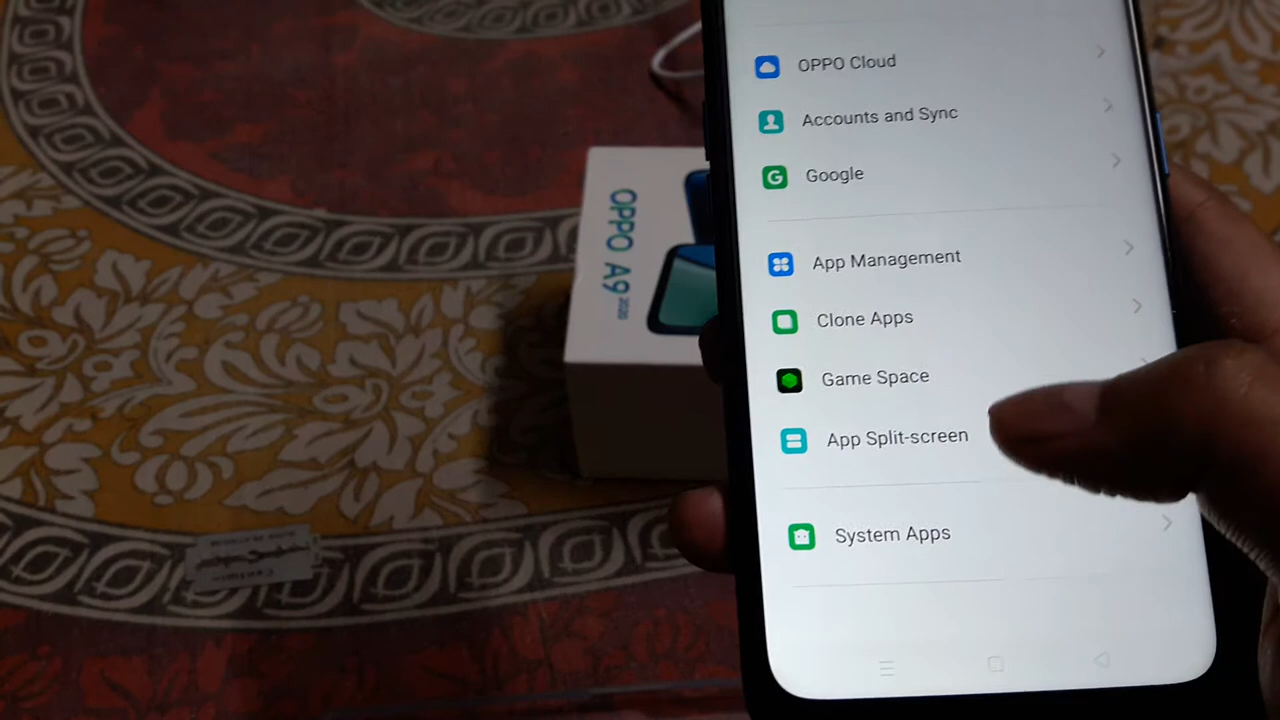 OPPO Cloud
Accounts and Sync
Google
App Management
Clone Apps
Game Space
App Split-screen
System Apps
OPPO A9 2020